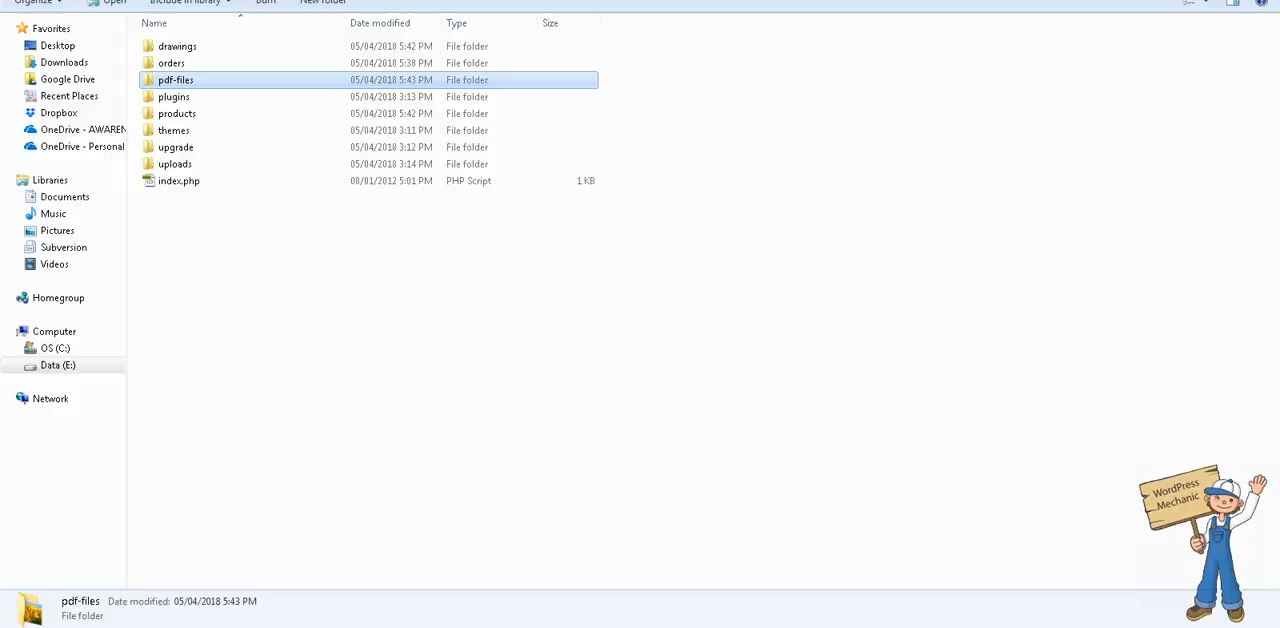 Organize Open Include in library Burn New folder
Name Date modified Type Size
Favorites
Desktop
Downloads
Google Drive
Recent Places
Dropbox
OneDrive - AWAREN
OneDrive - Personal
Libraries
Documents
Music
Pictures
Subversion
Videos
Homegroup
Computer
OS (C:)
Data (E:)
Network
drawings 05/04/2018 5:42 PM File folder
orders 05/04/2018 5:38 PM File folder
pdf-files 05/04/2018 5:43 PM File folder
plugins 05/04/2018 3:13 PM File folder
products 05/04/2018 5:42 PM File folder
themes 05/04/2018 3:11 PM File folder
upgrade 05/04/2018 3:12 PM File folder
uploads 05/04/2018 3:14 PM File folder
index.php 08/01/2012 5:01 PM PHP Script 1 KB
WordPress
Mechanic
pdf-files Date modified: 05/04/2018 5:43 PM
File folder